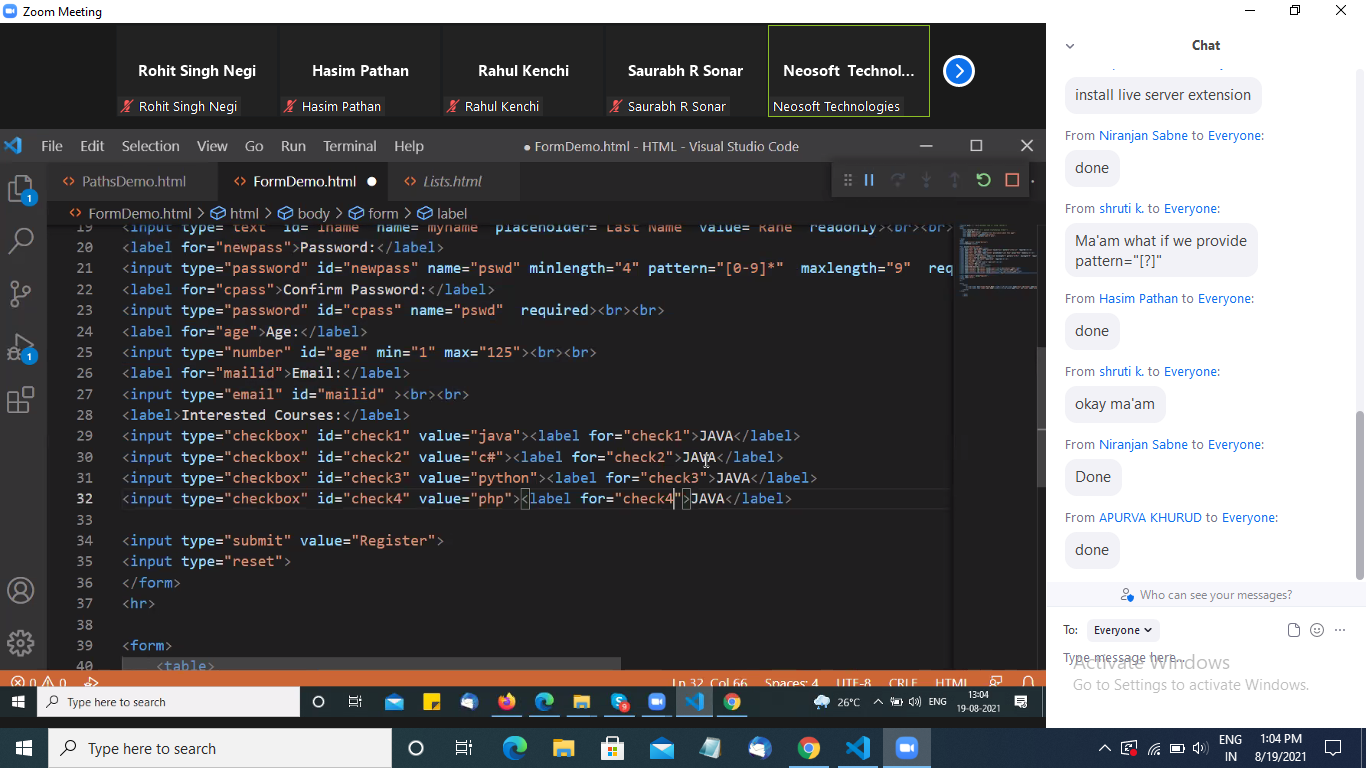 Zoom Meeting
Rohit Singh Negi
Hasim Pathan
Rahul Kenchi
Saurabh R Sonar
Neosoft Technol...
Rohit Singh Negi
Hasim Pathan
Rahul Kenchi
Saurabh R Sonar
Neosoft Technologies
File Edit Selection View Go Run Terminal Help
● FormDemo.html - HTML - Visual Studio Code
PathsDemo.html
FormDemo.html ●
Lists.html
FormDemo.html > html > body > form > label
19 <input type="text" id="lname" name="myname" placeholder="Last Name" value="Rane" readonly><br><br>
20 <label for="newpass">Password:</label>
21 <input type="password" id="newpass" name="pswd" minlength="4" pattern="[0-9]*"  maxlength="9"  req
22 <label for="cpass">Confirm Password:</label>
23 <input type="password" id="cpass" name="pswd"  required><br><br>
24 <label for="age">Age:</label>
25 <input type="number" id="age" min="1" max="125"><br><br>
26 <label for="mailid">Email:</label>
27 <input type="email" id="mailid" ><br><br>
28 <label>Interested Courses:</label>
29 <input type="checkbox" id="check1" value="java"><label for="check1">JAVA</label>
30 <input type="checkbox" id="check2" value="c#"><label for="check2">JAVA</label>
31 <input type="checkbox" id="check3" value="python"><label for="check3">JAVA</label>
32 <input type="checkbox" id="check4" value="php"><label for="check4">JAVA</label>
33
34 <input type="submit" value="Register">
35 <input type="reset">
36 </form>
37 <hr>
38
39 <form>
40 <table>
1
1
0 0
Ln 32, Col 66 Spaces: 4 UTF-8 CRLF HTML
Type here to search
9
26°C
ENG
13:04
19-08-2021
Chat
install live server extension
From Niranjan Sabne to Everyone:
done
From shruti k. to Everyone:
Ma'am what if we provide
pattern="[?]"
From Hasim Pathan to Everyone:
done
From shruti k. to Everyone:
okay ma'am
From Niranjan Sabne to Everyone:
Done
From APURVA KHURUD to Everyone:
done
Who can see your messages?
To: Everyone
Type message here...
Activate Windows
Go to Settings to activate Windows.
Type here to search
ENG
IN
1:04 PM
8/19/2021